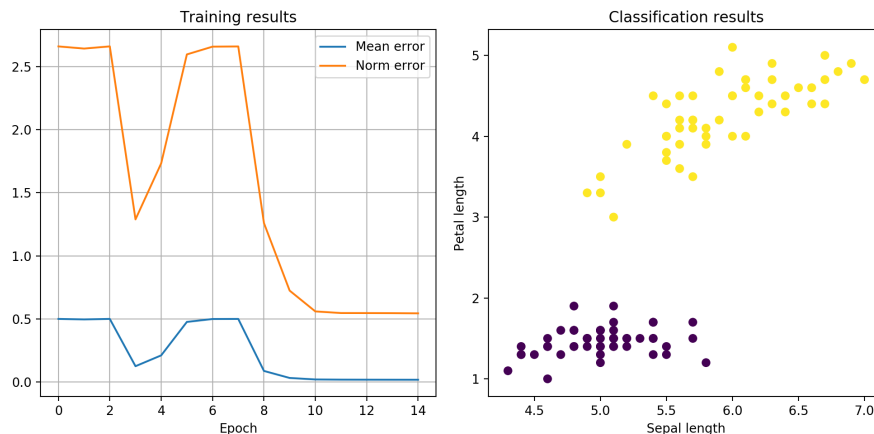 Training results
Mean error
Norm error
2.5
2.0
1.5
1.0
0.5
0.0
0 2 4 6 8 10 12 14
Epoch
Classification results
Petal length
5
4
3
2
1
4.5 5.0 5.5 6.0 6.5 7.0
Sepal length